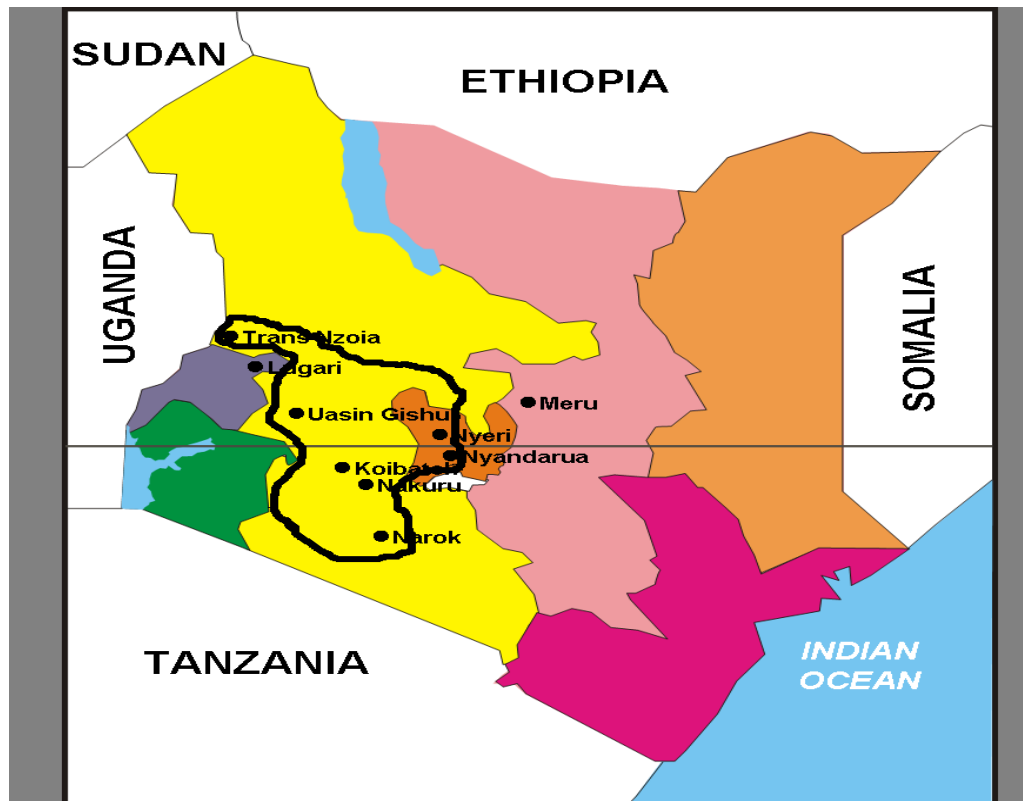 SUDAN
ETHIOPIA
UGANDA
SOMALIA
Trans Nzoia
Lugari
Meru
Uasin Gishu
Nyeri
Nyandarua
Koibatek
Nakuru
Narok
TANZANIA
INDIAN
OCEAN